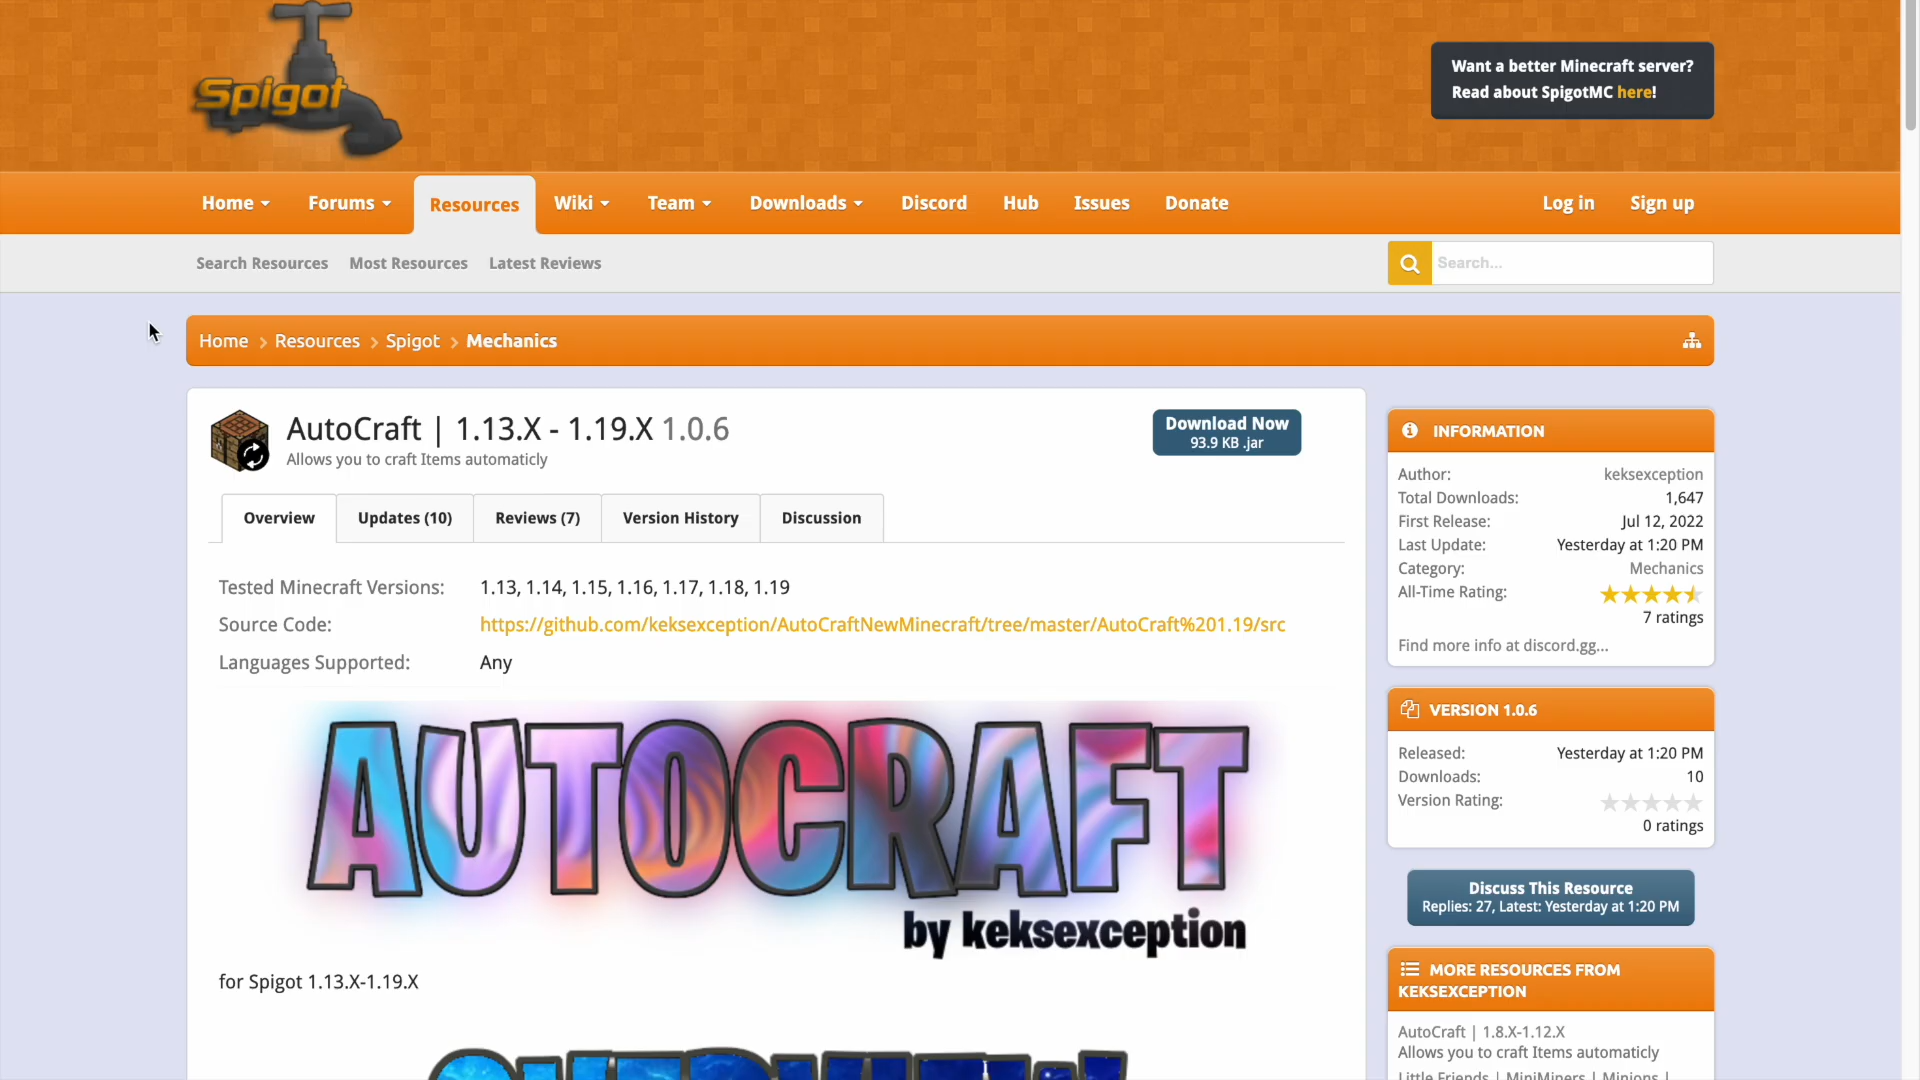 Spigot
Want a better Minecraft server?
Read about SpigotMC here!
Home Forums Resources Wiki Team Downloads Discord Hub Issues Donate Log in Sign up
Search Resources Most Resources Latest Reviews
Search...
Home Resources Spigot Mechanics
AutoCraft | 1.13.X - 1.19.X 1.0.6
Allows you to craft Items automaticly
Download Now
93.9 KB .jar
Overview Updates (10) Reviews (7) Version History Discussion
Tested Minecraft Versions: 1.13, 1.14, 1.15, 1.16, 1.17, 1.18, 1.19
Source Code: https://github.com/keksexception/AutoCraftNewMinecraft/tree/master/AutoCraft%201.19/src
Languages Supported: Any
AUTOCRAFT
by keksexception
for Spigot 1.13.X-1.19.X
INFORMATION
Author: keksexception
Total Downloads: 1,647
First Release: Jul 12, 2022
Last Update: Yesterday at 1:20 PM
Category: Mechanics
All-Time Rating:
7 ratings
Find more info at discord.gg...
VERSION 1.0.6
Released: Yesterday at 1:20 PM
Downloads: 10
Version Rating:
0 ratings
Discuss This Resource
Replies: 27, Latest: Yesterday at 1:20 PM
MORE RESOURCES FROM
KEKSEXCEPTION
AutoCraft | 1.8.X-1.12.X
Allows you to craft Items automaticly
Little Friends | MiniMiners | Minions |